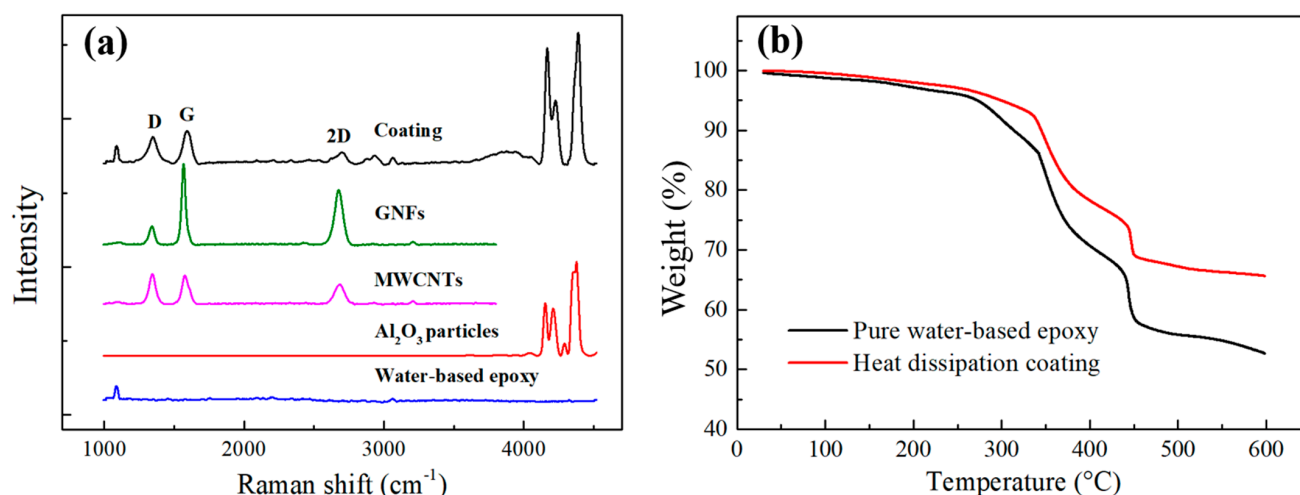 (a)
D
G
2D
Coating
GNFs
MWCNTs
Al₂O₃ particles
Water-based epoxy
Intensity
1000
2000
3000
4000
Raman shift (cm⁻¹)
(b)
100
90
80
70
60
50
40
Weight (%)
Pure water-based epoxy
Heat dissipation coating
0
100
200
300
400
500
600
Temperature (°C)